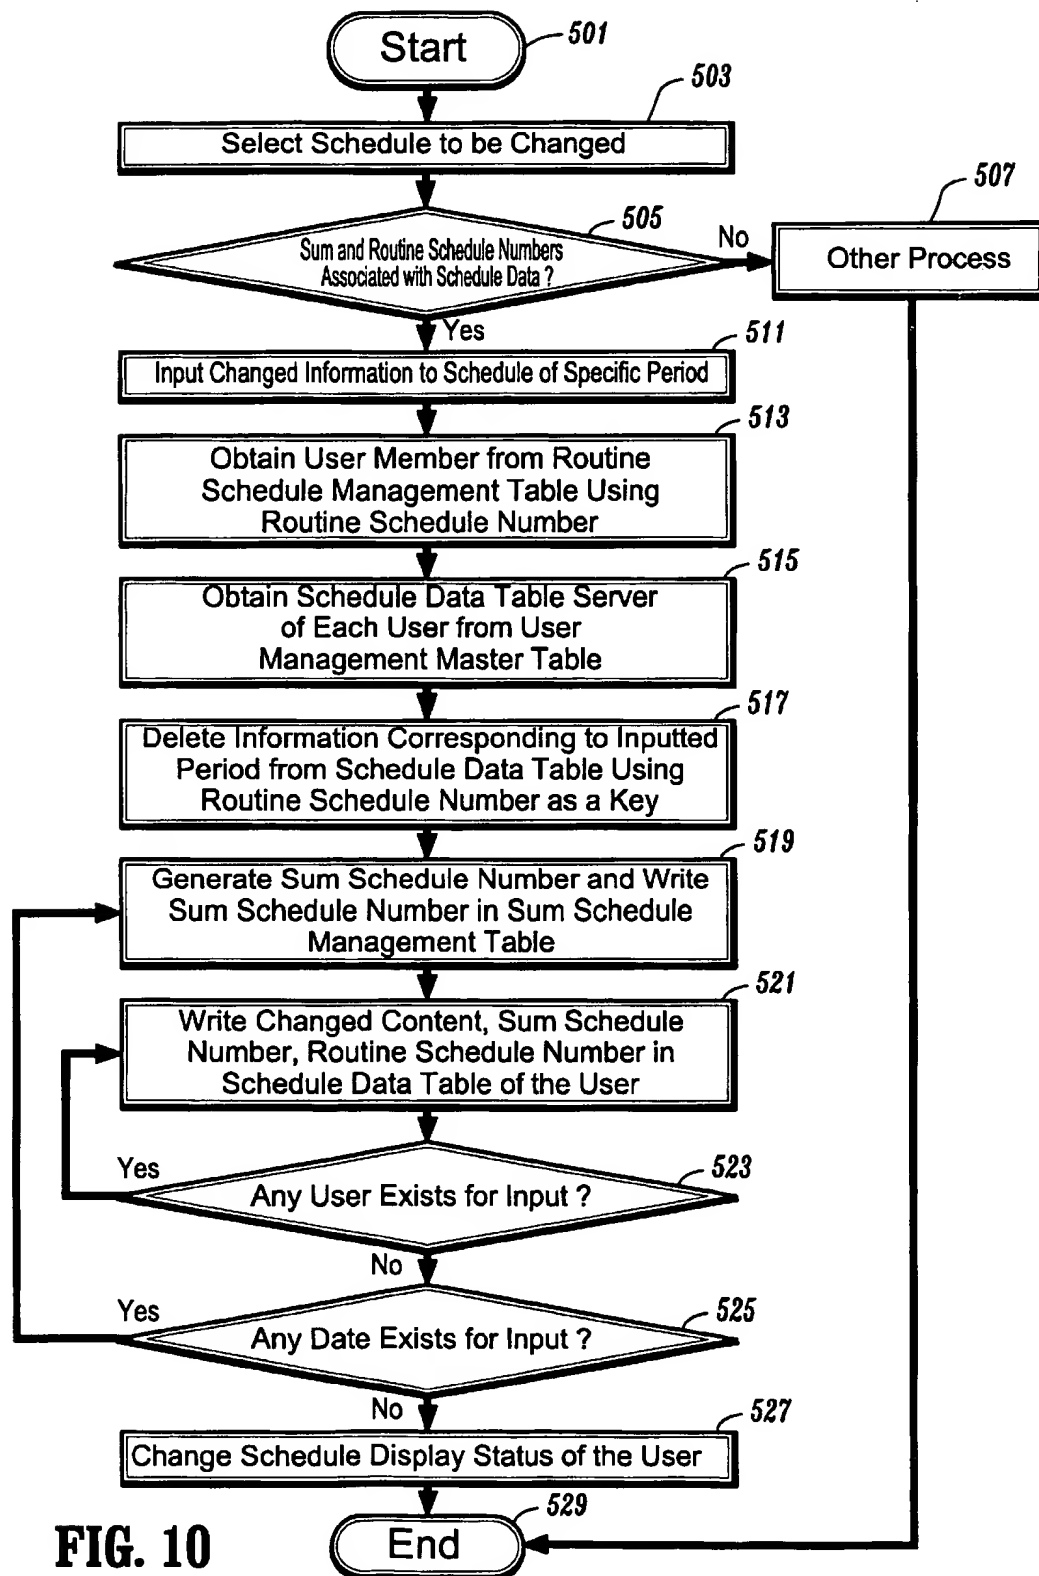 Start
501
503
Select Schedule to be Changed
507
505
Sum and Routine Schedule Numbers
Associated with Schedule Data ?
No
Other Process
Yes
511
Input Changed Information to Schedule of Specific Period
513
Obtain User Member from Routine
Schedule Management Table Using
Routine Schedule Number
515
Obtain Schedule Data Table Server
of Each User from User
Management Master Table
517
Delete Information Corresponding to Inputted
Period from Schedule Data Table Using
Routine Schedule Number as a Key
519
Generate Sum Schedule Number and Write
Sum Schedule Number in Sum Schedule
Management Table
521
Write Changed Content, Sum Schedule
Number, Routine Schedule Number in
Schedule Data Table of the User
Yes
523
Any User Exists for Input ?
No
Yes
525
Any Date Exists for Input ?
No
527
Change Schedule Display Status of the User
529
End
FIG. 10